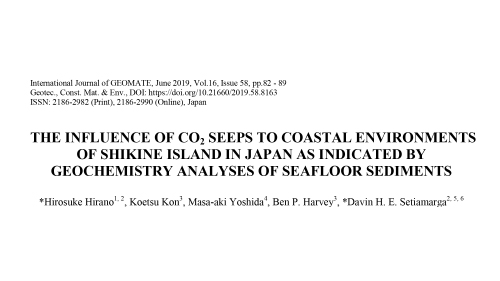 International Journal of GEOMATE, June 2019, Vol.16, Issue 58, pp.82 - 89
Geotec., Const. Mat. & Env., DOI: https://doi.org/10.21660/2019.58.8163
ISSN: 2186-2982 (Print), 2186-2990 (Online), Japan
THE INFLUENCE OF CO₂ SEEPS TO COASTAL ENVIRONMENTS
OF SHIKINE ISLAND IN JAPAN AS INDICATED BY
GEOCHEMISTRY ANALYSES OF SEAFLOOR SEDIMENTS
*Hirosuke Hirano¹, ², Koetsu Kon³, Masa-aki Yoshida⁴, Ben P. Harvey³, *Davin H. E. Setiamarga², ⁵, ⁶